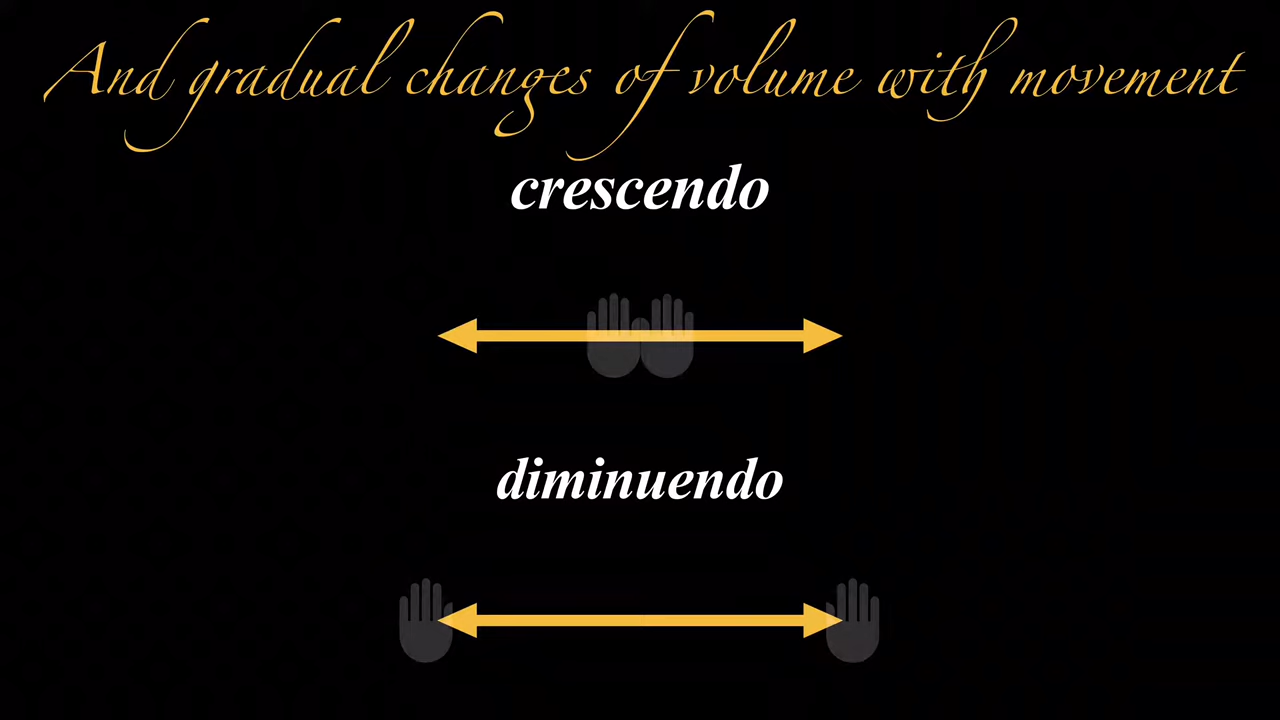 And gradual changes of volume with movement
crescendo
diminuendo